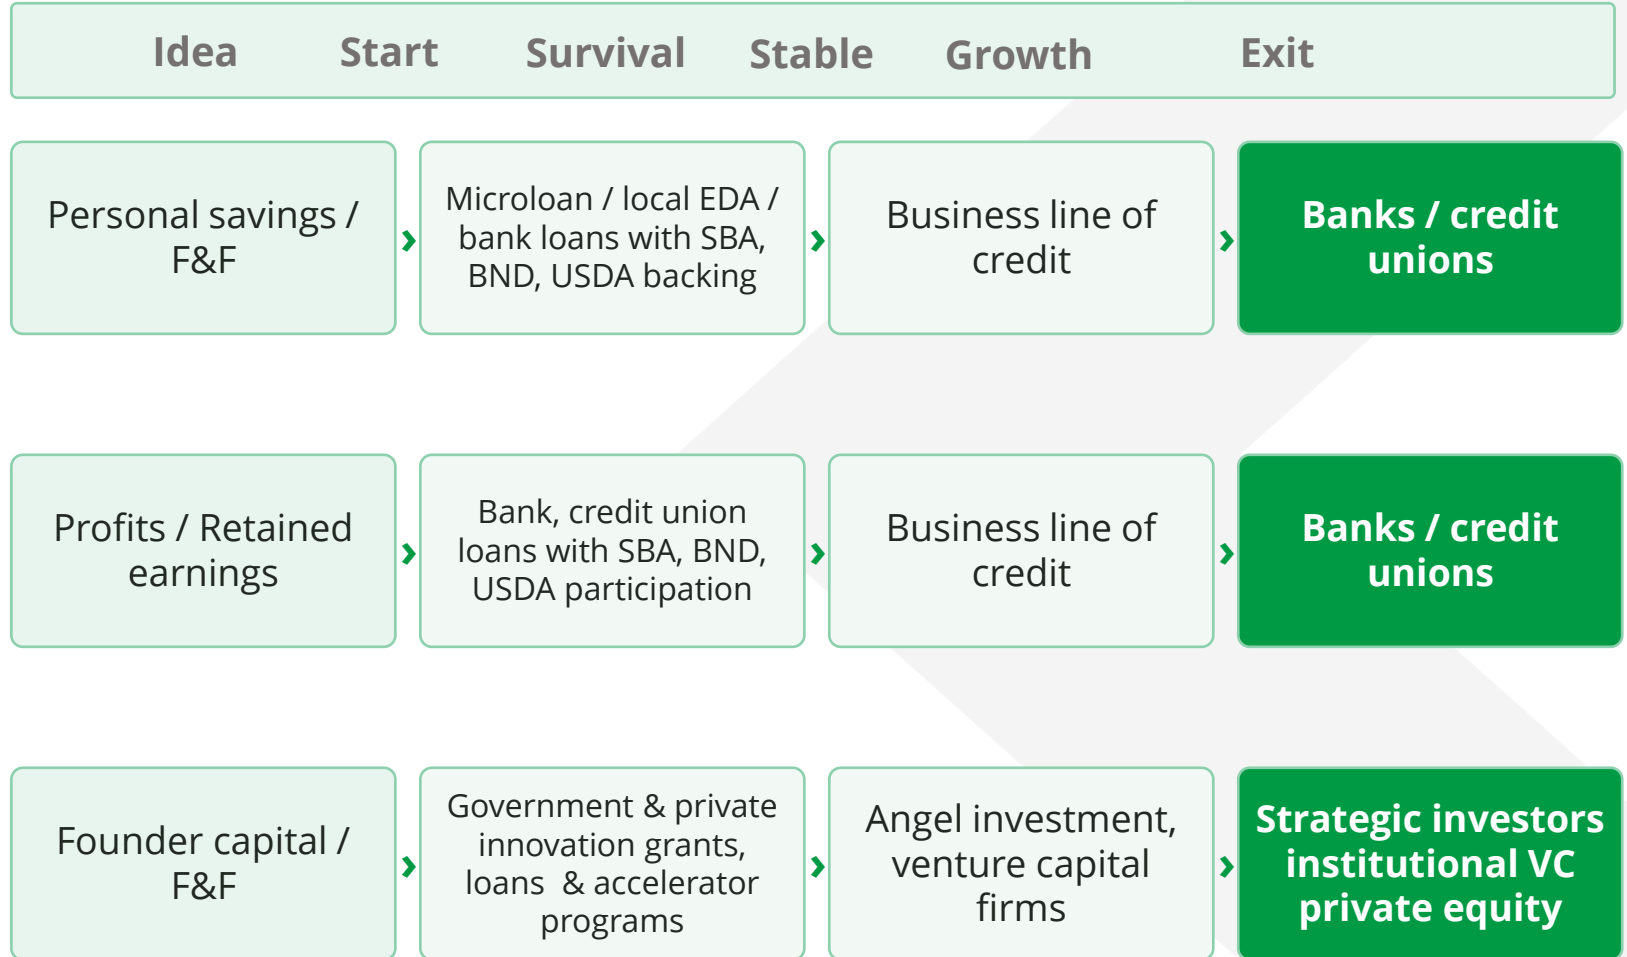 Idea Start Survival Stable Growth Exit
Personal savings /
F&F
›
Microloan / local EDA /
bank loans with SBA,
BND, USDA backing
›
Business line of
credit
›
Banks / credit
unions
Profits / Retained
earnings
›
Bank, credit union
loans with SBA, BND,
USDA participation
›
Business line of
credit
›
Banks / credit
unions
Founder capital /
F&F
›
Government & private
innovation grants,
loans  & accelerator
programs
›
Angel investment,
venture capital
firms
›
Strategic investors
institutional VC
private equity